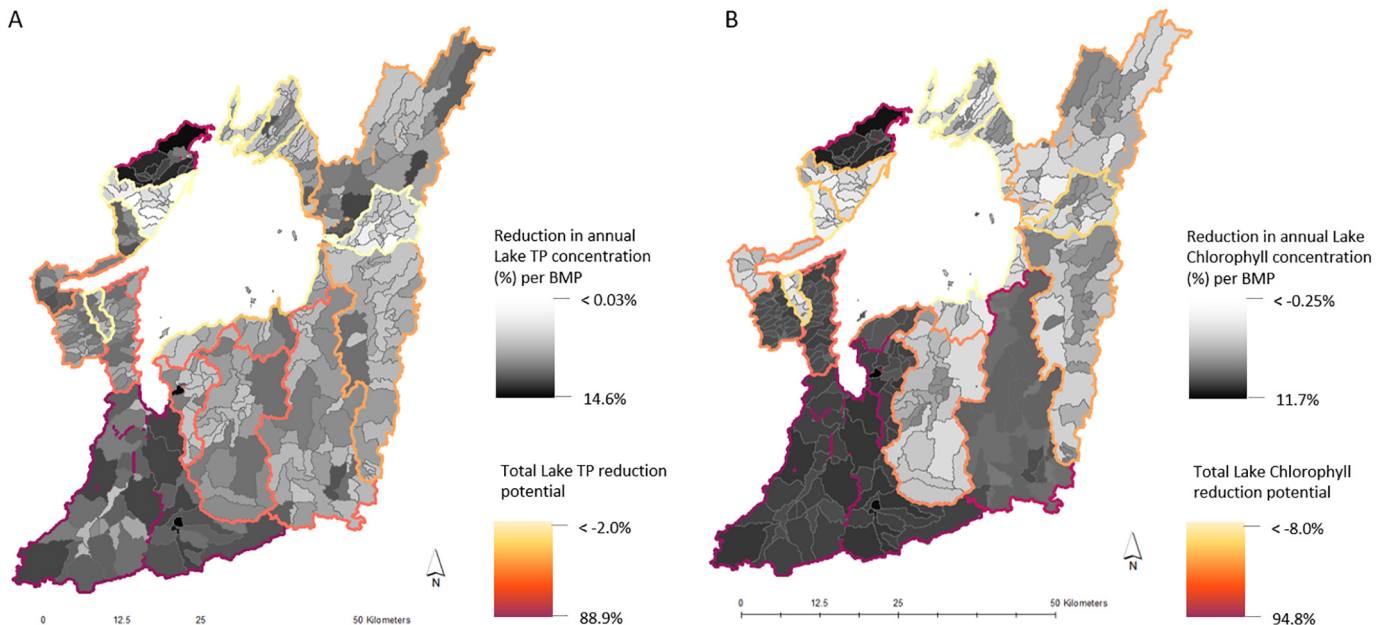 A
Reduction in annual
Lake TP concentration
(%) per BMP
< 0.03%
14.6%
Total Lake TP reduction
potential
< -2.0%
88.9%
N
0 12.5 25 50 Kilometers
B
Reduction in annual Lake
Chlorophyll concentration
(%) per BMP
< -0.25%
11.7%
Total Lake Chlorophyll
reduction potential
< -8.0%
94.8%
N
0 12.5 25 50 Kilometers